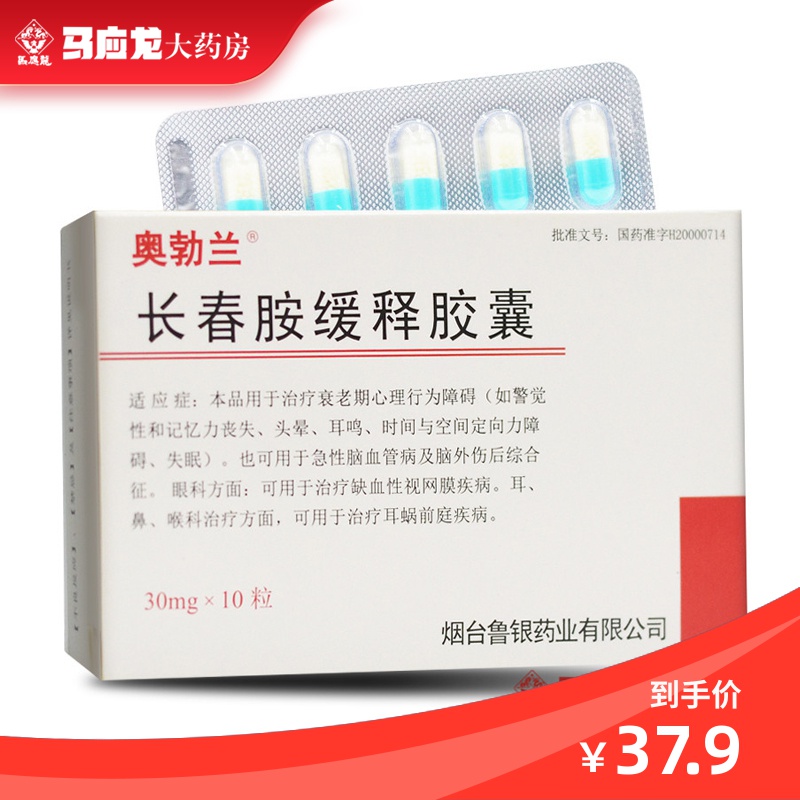 馬應龍
马应龙大药房
奥勃兰®
批准文号：国药准字H20000714
长春胺缓释胶囊
适应症：本品用于治疗衰老期心理行为障碍（如警觉
性和记忆力丧失、头晕、耳鸣、时间与空间定向力障
碍、失眠）。也可用于急性脑血管病及脑外伤后综合
征。眼科方面：可用于治疗缺血性视网膜疾病。耳、
鼻、喉科治疗方面，可用于治疗耳蜗前庭疾病。
30mg×10粒
烟台鲁银药业有限公司
到手价
¥37.9